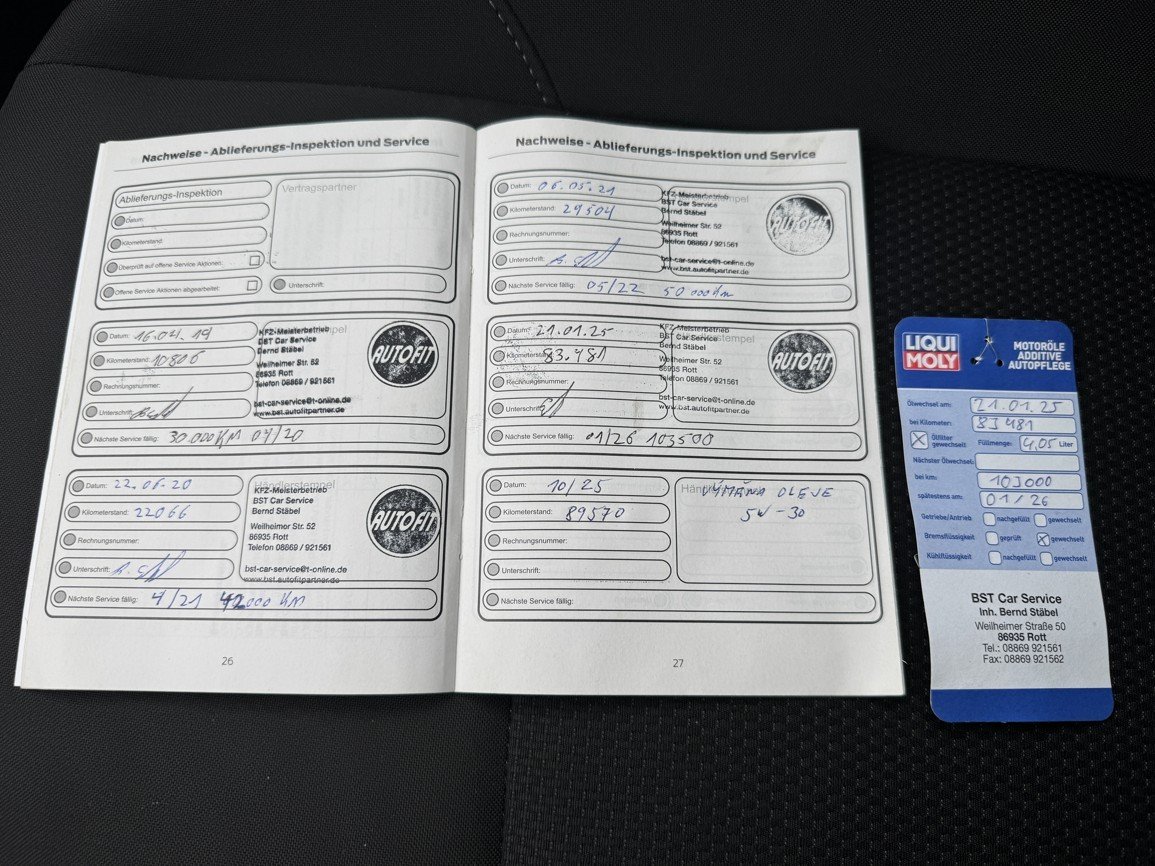 Nachweise - Ablieferungs-Inspektion und Service
Ablieferungs-Inspektion
Datum:
Kilometerstand:
Überprüft auf offene Service Aktionen:
Offene Service Aktionen abgearbeitet:
Vertragspartner
Unterschrift:
Datum: 16.04.19
Kilometerstand: 10806
Rechnungsnummer:
Unterschrift:
KFZ-Meisterbetrieb
BST Car Service
Bernd Stäbel
Weilheimer Str. 52
86935 Rott
Telefon 08869 / 921561
bst-car-service@t-online.de
www.bst.autofitpartner.de
AUTOFIT
Nächste Service fällig: 30.000 KM 04/20
Datum: 22.06.20
Kilometerstand: 22066
Rechnungsnummer:
Unterschrift:
Händlerstempel
KFZ-Meisterbetrieb
BST Car Service
Bernd Stäbel
Weilheimer Str. 52
86935 Rott
Telefon 08869 / 921561
bst-car-service@t-online.de
www.bst.autofitpartner.de
AUTOFIT
Nächste Service fällig: 4/21 42000 KM
26
Nachweise - Ablieferungs-Inspektion und Service
Datum: 06.05.21
Kilometerstand: 29504
Rechnungsnummer:
Unterschrift:
KFZ-Meisterbetrieb
BST Car Service
Bernd Stäbel
Weilheimer Str. 52
86935 Rott
Telefon 08869 / 921561
bst-car-service@t-online.de
www.bst.autofitpartner.de
AUTOFIT
Nächste Service fällig: 05/22 50 000 Km
Datum: 21.01.25
Kilometerstand: 83.481
Rechnungsnummer:
Unterschrift:
KFZ-Meisterbetrieb
BST Car Service
Bernd Stäbel
Weilheimer Str. 52
86935 Rott
Telefon 08869 / 921561
bst-car-service@t-online.de
www.bst.autofitpartner.de
AUTOFIT
Nächste Service fällig: 01/26 103500
Datum: 10/25
Kilometerstand: 89570
Rechnungsnummer:
Unterschrift:
VÝMĚNA OLEJE
5W-30
Nächste Service fällig:
27
LIQUI
MOLY
MOTORÖLE
ADDITIVE
AUTOPFLEGE
Ölwechsel am: 21.01.25
bei Kilometer: 83481
Ölfilter gewechselt Füllmenge: 4,05 Liter
Nächster Ölwechsel:
bei km: 103000
spätestens am: 01/26
Getriebe/Antrieb nachgefüllt gewechselt
Bremsflüssigkeit geprüft gewechselt
Kühlflüssigkeit nachgefüllt gewechselt
BST Car Service
Inh. Bernd Stäbel
Weilheimer Straße 50
86935 Rott
Tel.: 08869 921561
Fax: 08869 921562